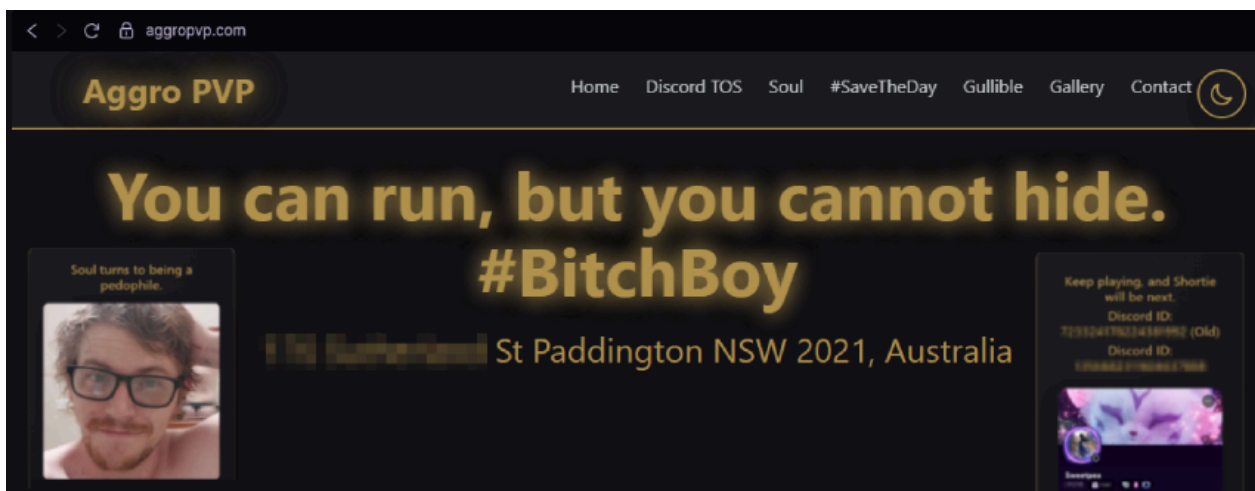 aggropvp.com
Aggro PVP
Home Discord TOS Soul #SaveTheDay Gullible Gallery Contact
You can run, but you cannot hide.
#BitchBoy
St Paddington NSW 2021, Australia
Soul turns to being a
pedophile.
Keep playing, and Shortie
will be next.
Discord ID:
(Old)
Discord ID:
Sweetpea